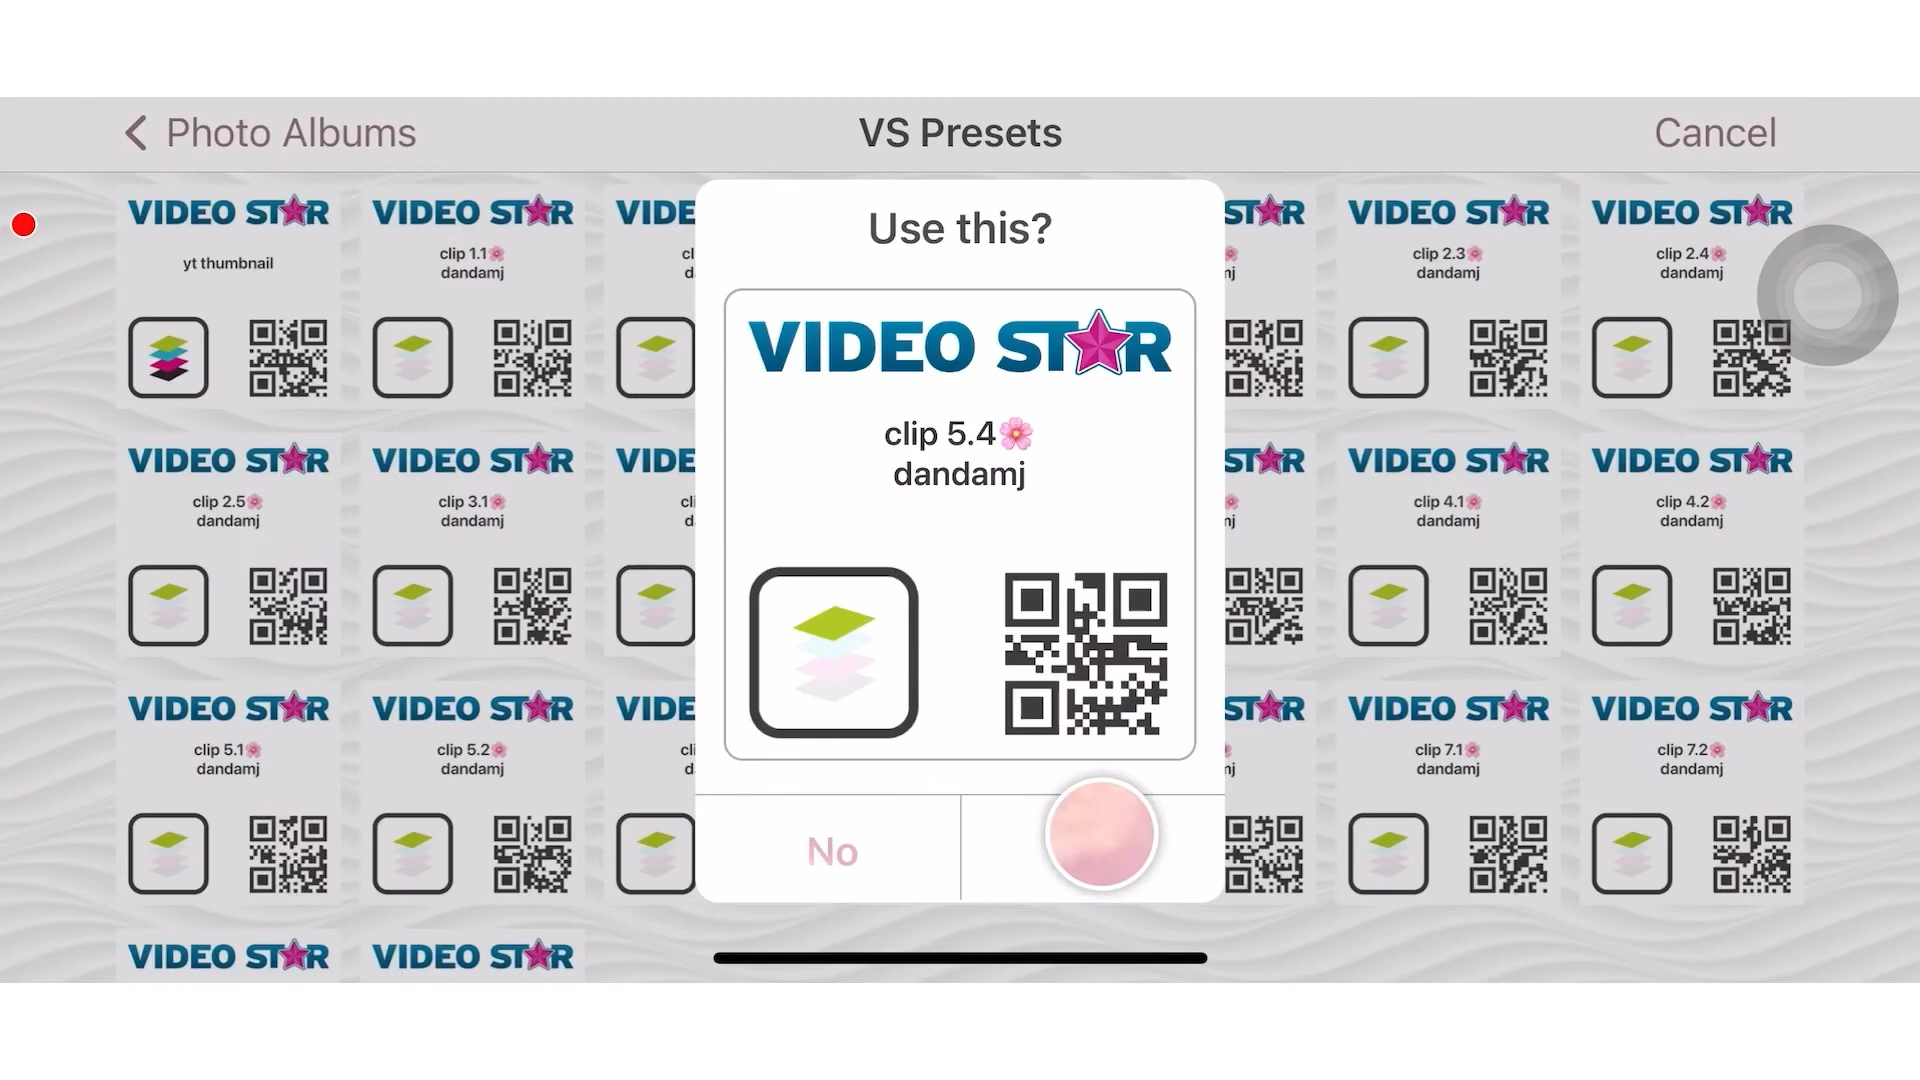 Photo Albums
VS Presets
Cancel
VIDEO STAR
yt thumbnail
VIDEO STAR
clip 1.1🌸
dandamj
VIDEO STAR
clip 2.3🌸
dandamj
VIDEO STAR
clip 2.4🌸
dandamj
VIDEO STAR
clip 2.5🌸
dandamj
VIDEO STAR
clip 3.1🌸
dandamj
VIDEO STAR
clip 4.1🌸
dandamj
VIDEO STAR
clip 4.2🌸
dandamj
VIDEO STAR
clip 5.1🌸
dandamj
VIDEO STAR
clip 5.2🌸
dandamj
VIDEO STAR
clip 7.1🌸
dandamj
VIDEO STAR
clip 7.2🌸
dandamj
VIDEO STAR
VIDEO STAR
Use this?
VIDEO STAR
clip 5.4🌸
dandamj
No